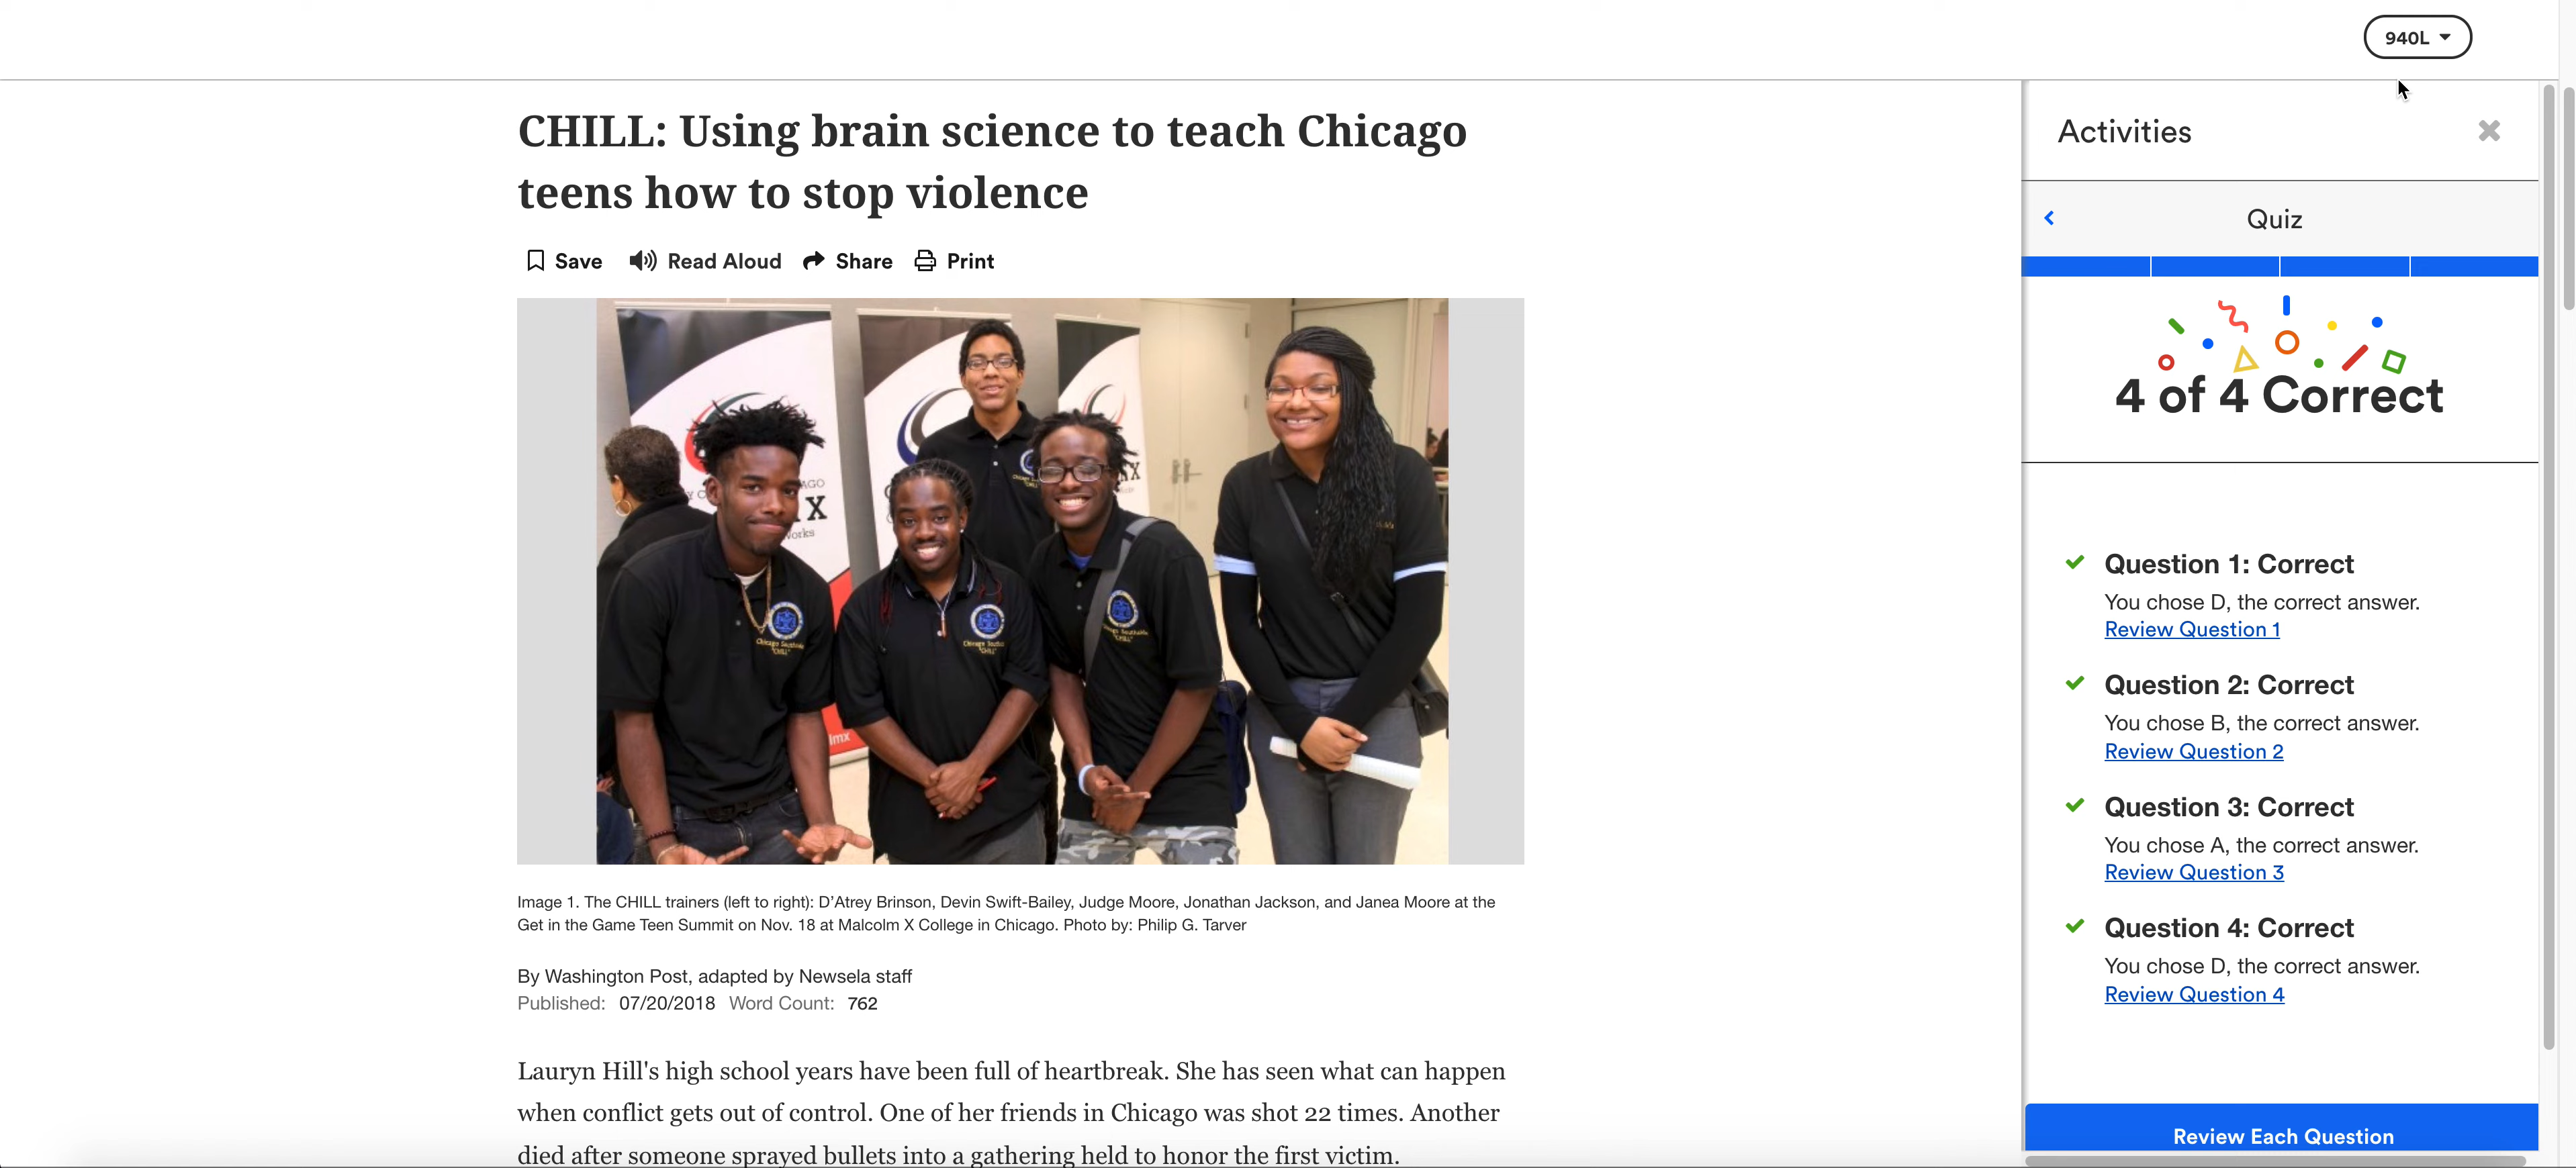 940L
CHILL: Using brain science to teach Chicago
teens how to stop violence
Save Read Aloud Share Print
AGO
X
works
Chicago Southside
"CHILL"
Image 1. The CHILL trainers (left to right): D’Atrey Brinson, Devin Swift-Bailey, Judge Moore, Jonathan Jackson, and Janea Moore at the
Get in the Game Teen Summit on Nov. 18 at Malcolm X College in Chicago. Photo by: Philip G. Tarver
By Washington Post, adapted by Newsela staff
Published: 07/20/2018 Word Count: 762
Lauryn Hill's high school years have been full of heartbreak. She has seen what can happen
when conflict gets out of control. One of her friends in Chicago was shot 22 times. Another
died after someone sprayed bullets into a gathering held to honor the first victim.
Activities
Quiz
4 of 4 Correct
Question 1: Correct
You chose D, the correct answer.
Review Question 1
Question 2: Correct
You chose B, the correct answer.
Review Question 2
Question 3: Correct
You chose A, the correct answer.
Review Question 3
Question 4: Correct
You chose D, the correct answer.
Review Question 4
Review Each Question